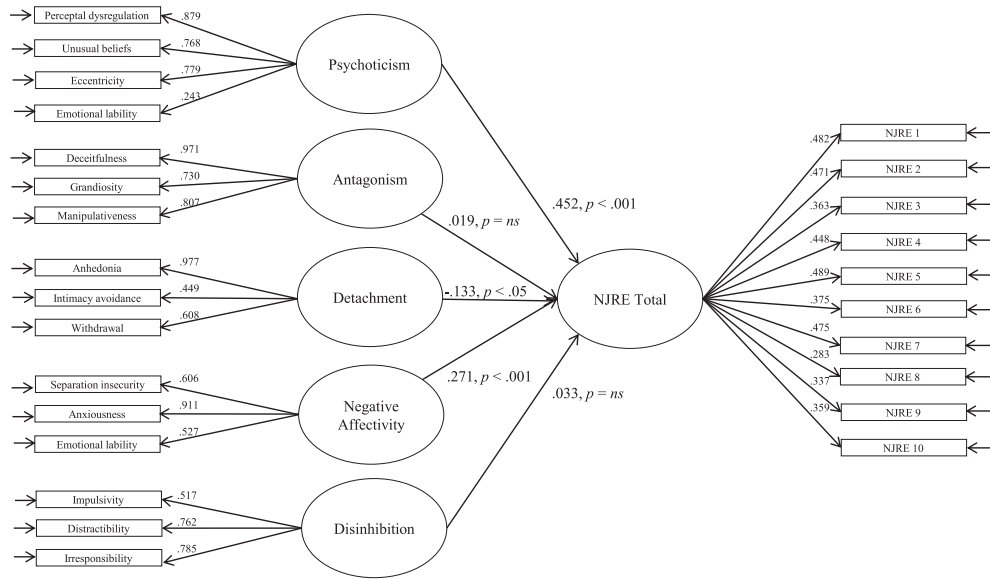 Perceptal dysregulation
.879
Unusual beliefs
.768
Eccentricity
.779
Emotional lability
.243
Psychoticism
Deceitfulness
.971
Grandiosity
.730
Manipulativeness
.807
Antagonism
Anhedonia
.977
Intimacy avoidance
.449
Withdrawal
.608
Detachment
Separation insecurity
.606
Anxiousness
.911
Emotional lability
.527
Negative
Affectivity
Impulsivity
.517
Distractibility
.762
Irresponsibility
.785
Disinhibition
.452, p < .001
.019, p = ns
-.133, p < .05
.271, p < .001
.033, p = ns
NJRE Total
.482
NJRE 1
.471
NJRE 2
.363
NJRE 3
.448
NJRE 4
.489
NJRE 5
.375
NJRE 6
.475
NJRE 7
.283
NJRE 8
.337
NJRE 9
.359
NJRE 10